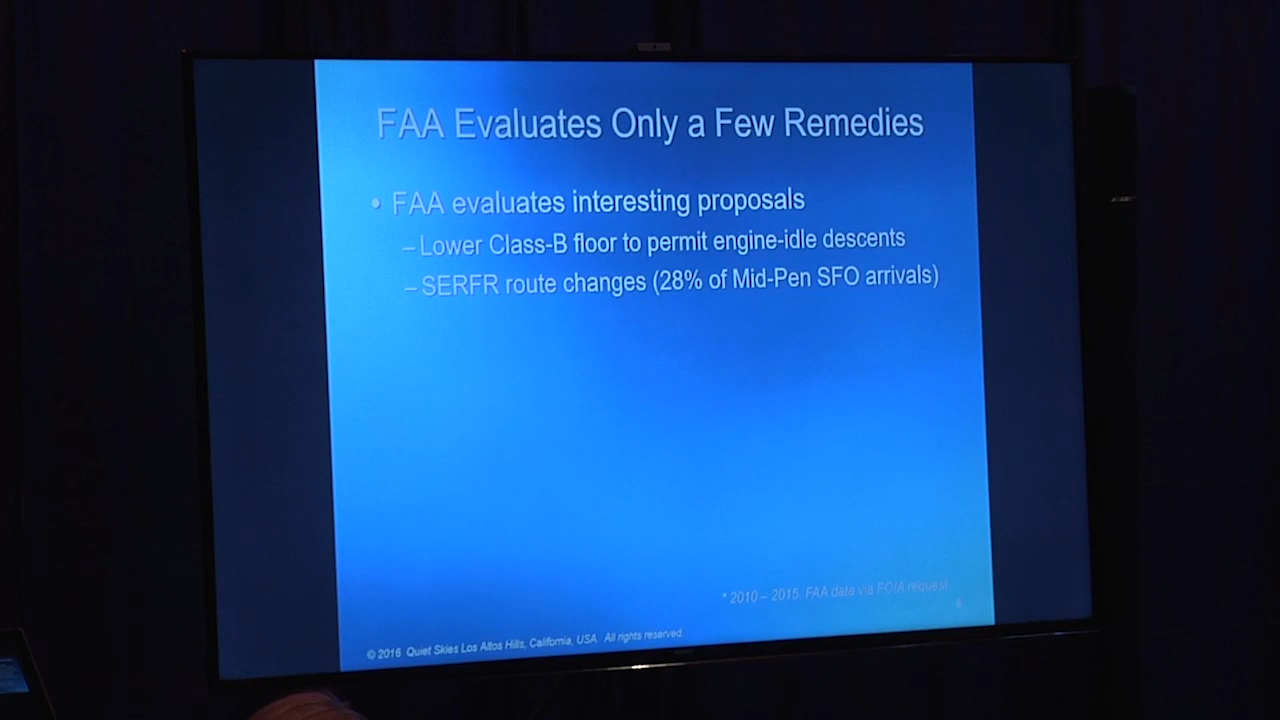 FAA Evaluates Only a Few Remedies
• FAA evaluates interesting proposals
– Lower Class-B floor to permit engine-idle descents
– SERFR route changes (28% of Mid-Pen SFO arrivals)
* 2010 – 2015, FAA data via FOIA request
© 2016 Quiet Skies Los Altos Hills, California, USA. All rights reserved.